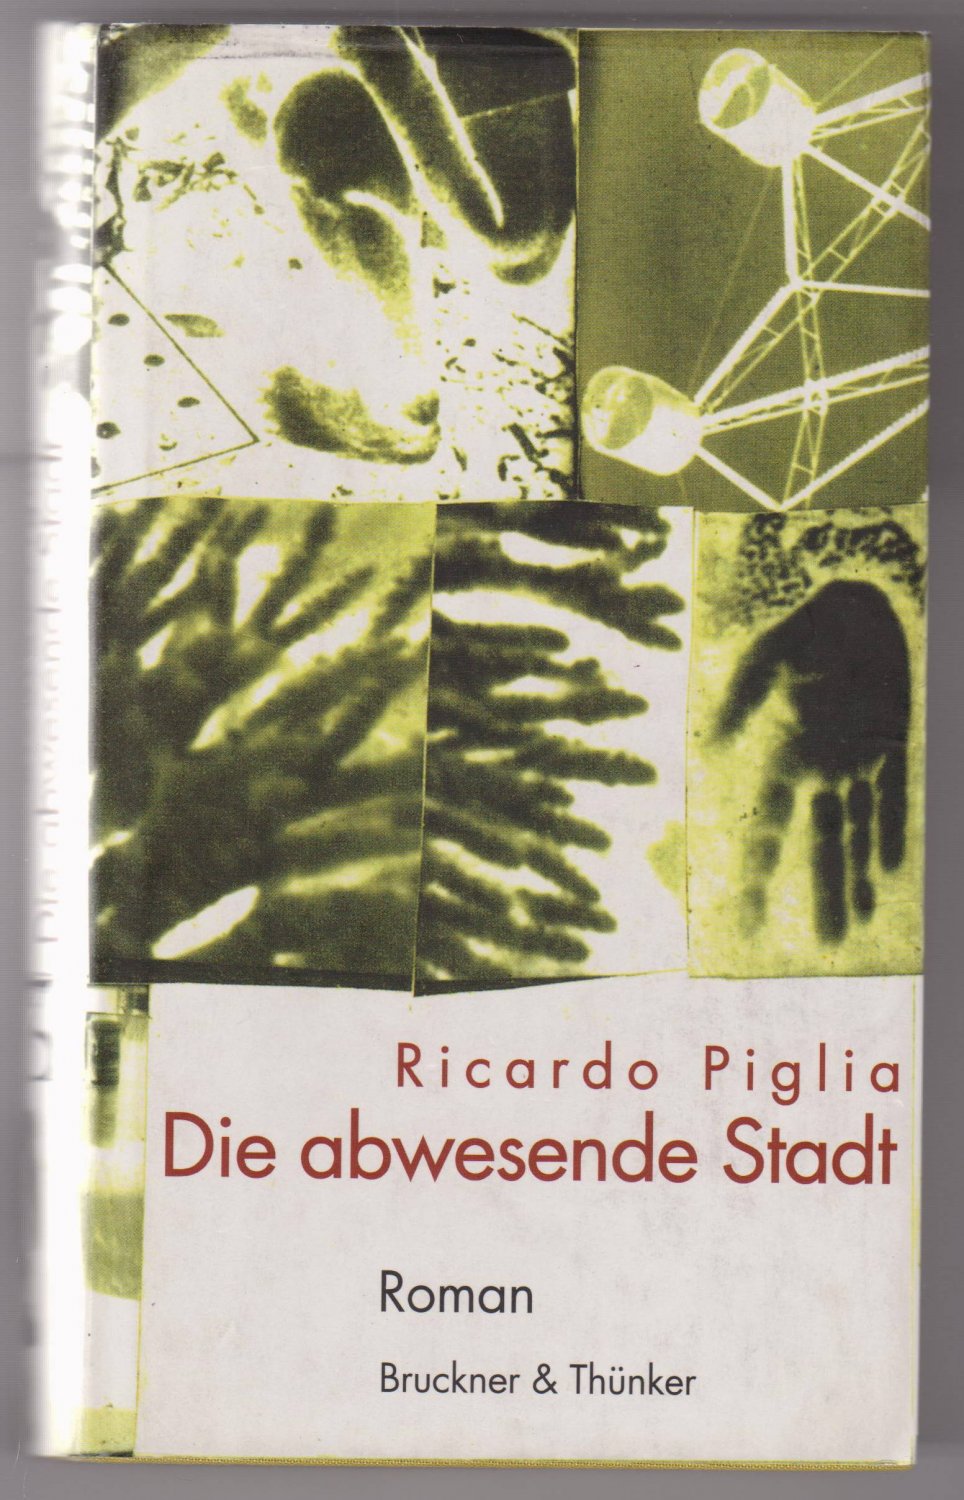 Ricardo Piglia
Die abwesende Stadt
Roman
Bruckner & Thünker